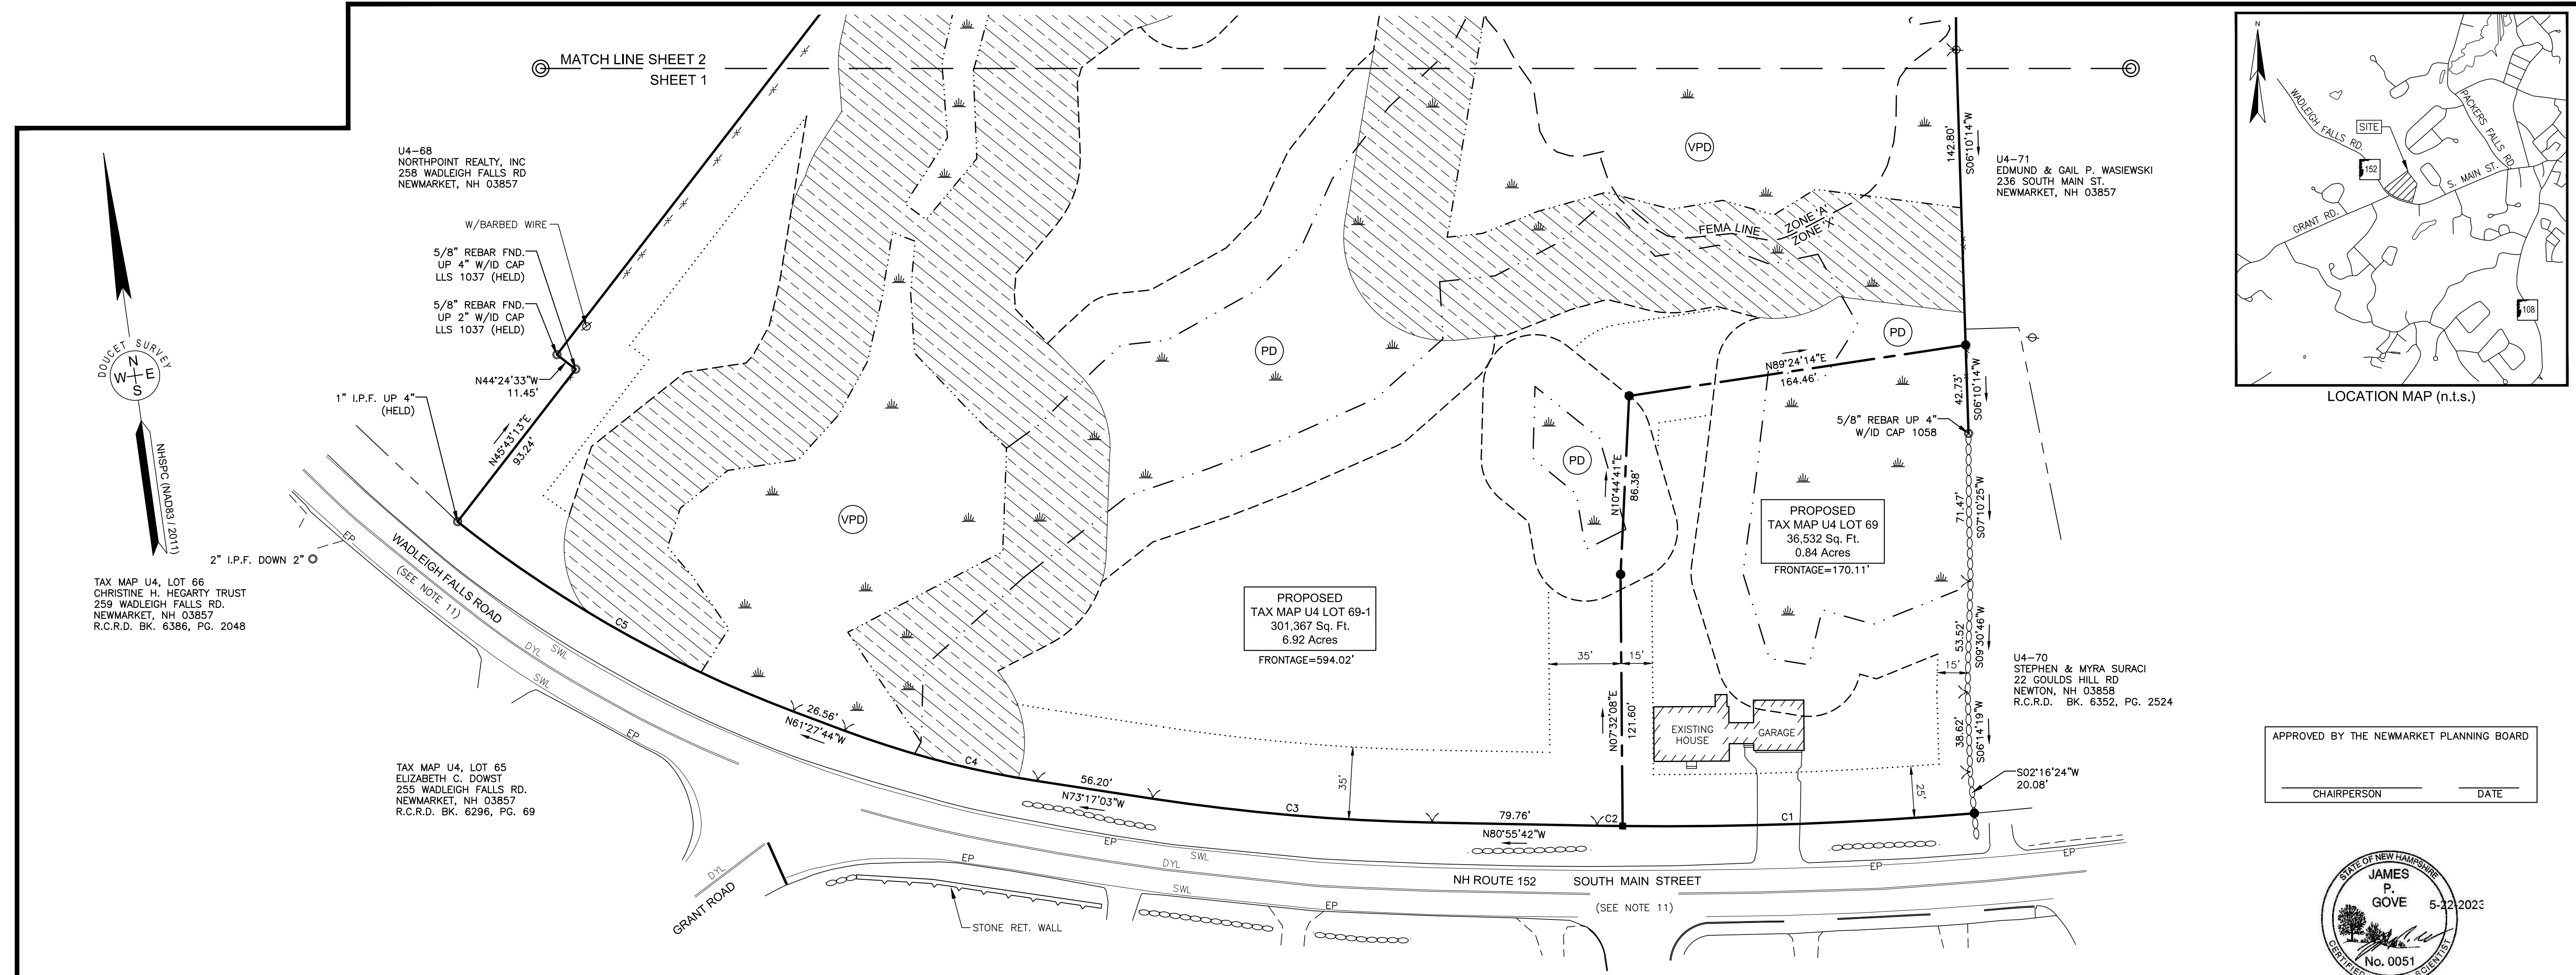 MATCH LINE SHEET 2
SHEET 1
U4-68
NORTHPOINT REALTY, INC
258 WADLEIGH FALLS RD
NEWMARKET, NH 03857
W/BARBED WIRE
5/8" REBAR FND.
UP 4" W/ID CAP
LLS 1037 (HELD)
5/8" REBAR FND.
UP 2" W/ID CAP
LLS 1037 (HELD)
N44°24'33"W
11.45'
1" I.P.F. UP 4"
(HELD)
N45°43'13"E
93.24'
DOUCET SURVEY
N
W E
S
NHSPC (NAD83 / 2011)
2" I.P.F. DOWN 2"
TAX MAP U4, LOT 66
CHRISTINE H. HEGARTY TRUST
259 WADLEIGH FALLS RD.
NEWMARKET, NH 03857
R.C.R.D. BK. 6386, PG. 2048
EP
WADLEIGH FALLS ROAD
(SEE NOTE 11)
SWL
DYL
SWL
EP
C5
VPD
26.56'
N61°27'44"W
C4
56.20'
N73°17'03"W
C3
79.76'
N80°55'42"W
C2
C1
TAX MAP U4, LOT 65
ELIZABETH C. DOWST
255 WADLEIGH FALLS RD.
NEWMARKET, NH 03857
R.C.R.D. BK. 6296, PG. 69
DYL
GRANT ROAD
EP
STONE RET. WALL
EP
SWL
DYL
SWL
EP
NH ROUTE 152
SOUTH MAIN STREET
(SEE NOTE 11)
EP
EP
PD
VPD
FEMA LINE
ZONE 'A'
ZONE 'X'
PD
PD
PROPOSED
TAX MAP U4 LOT 69-1
301,367 Sq. Ft.
6.92 Acres
FRONTAGE=594.02'
35'
35'
15'
N07°32'08"E
121.60'
N10°44'41"E
86.38'
N89°24'14"E
164.46'
PROPOSED
TAX MAP U4 LOT 69
36,532 Sq. Ft.
0.84 Acres
FRONTAGE=170.11'
EXISTING
HOUSE
GARAGE
15'
25'
142.80'
S06°10'14"W
U4-71
EDMUND & GAIL P. WASIEWSKI
236 SOUTH MAIN ST.
NEWMARKET, NH 03857
42.73'
S06°10'14"W
5/8" REBAR UP 4"
W/ID CAP 1058
71.47'
S07°10'25"W
53.52'
S09°30'46"W
38.62'
S06°14'19"W
S02°16'24"W
20.08'
U4-70
STEPHEN & MYRA SURACI
22 GOULDS HILL RD
NEWTON, NH 03858
R.C.R.D. BK. 6352, PG. 2524
N
WADLEIGH FALLS RD.
SITE
152
PACKERS FALLS RD
S. MAIN ST.
GRANT RD.
108
LOCATION MAP (n.t.s.)
APPROVED BY THE NEWMARKET PLANNING BOARD
CHAIRPERSON
DATE
STATE OF NEW HAMPSHIRE
JAMES
P.
GOVE
5-22-2023
No. 0051